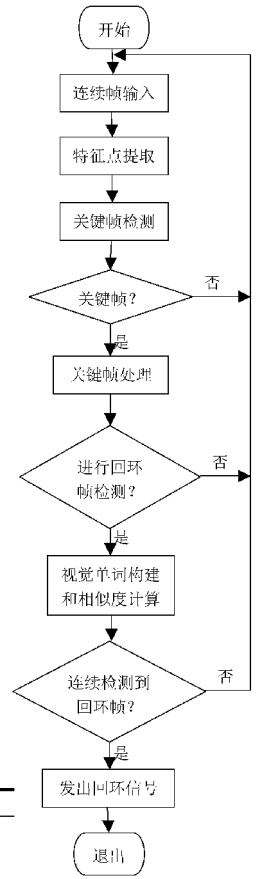 开始
连续帧输入
特征点提取
关键帧检测
关键帧?
否
是
关键帧处理
进行回环
帧检测?
否
是
视觉单词构建
和相似度计算
连续检测到
回环帧?
否
是
发出回环信号
退出